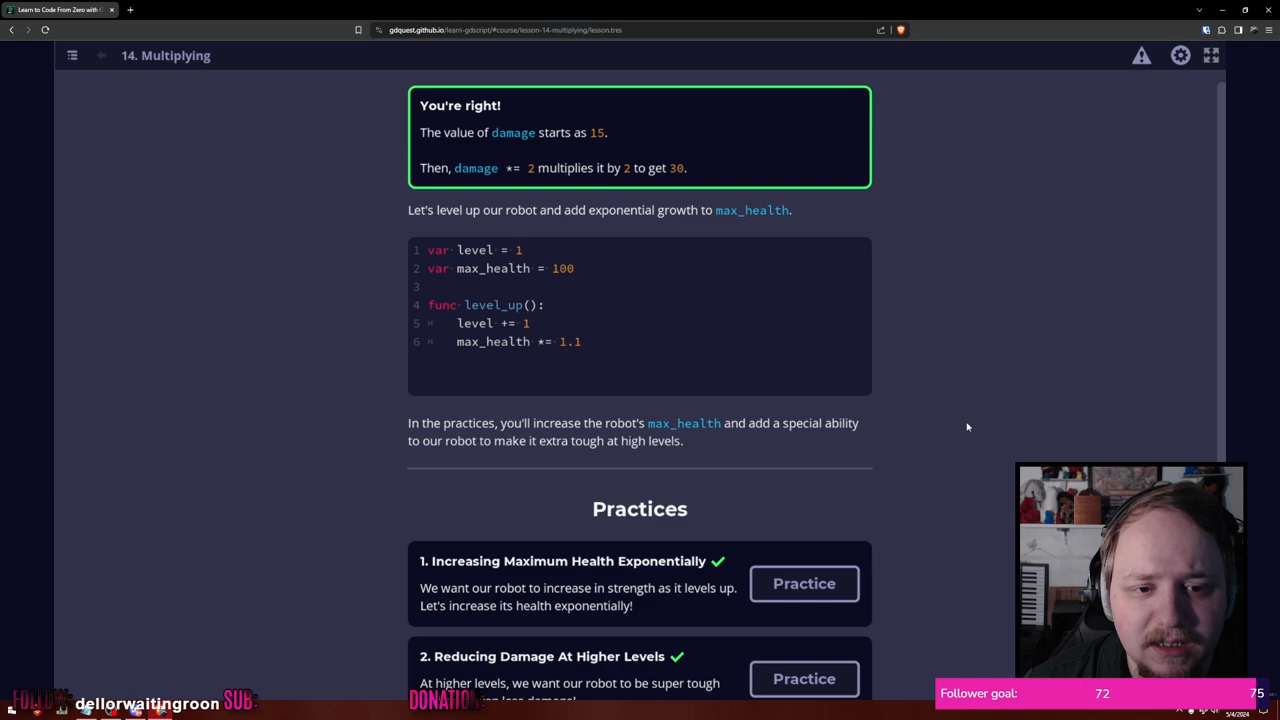 Learn to Code From Zero with
gdquest.github.io/learn-gdscript/#course/lesson-14-multiplying/lesson.tres
14. Multiplying
You're right!
The value of damage starts as 15.
Then, damage *= 2 multiplies it by 2 to get 30.
Let's level up our robot and add exponential growth to max_health.
1 var level = 1
2 var max_health = 100
3
4 func level_up():
5 level += 1
6 max_health *= 1.1
In the practices, you'll increase the robot's max_health and add a special ability
to our robot to make it extra tough at high levels.
Practices
1. Increasing Maximum Health Exponentially
We want our robot to increase in strength as it levels up.
Let's increase its health exponentially!
Practice
2. Reducing Damage At Higher Levels
At higher levels, we want our robot to be super tough
Practice
FOLLOW: dellorwaitingroon SUB: DONATION:
Follower goal: 72 75
5/4/2024